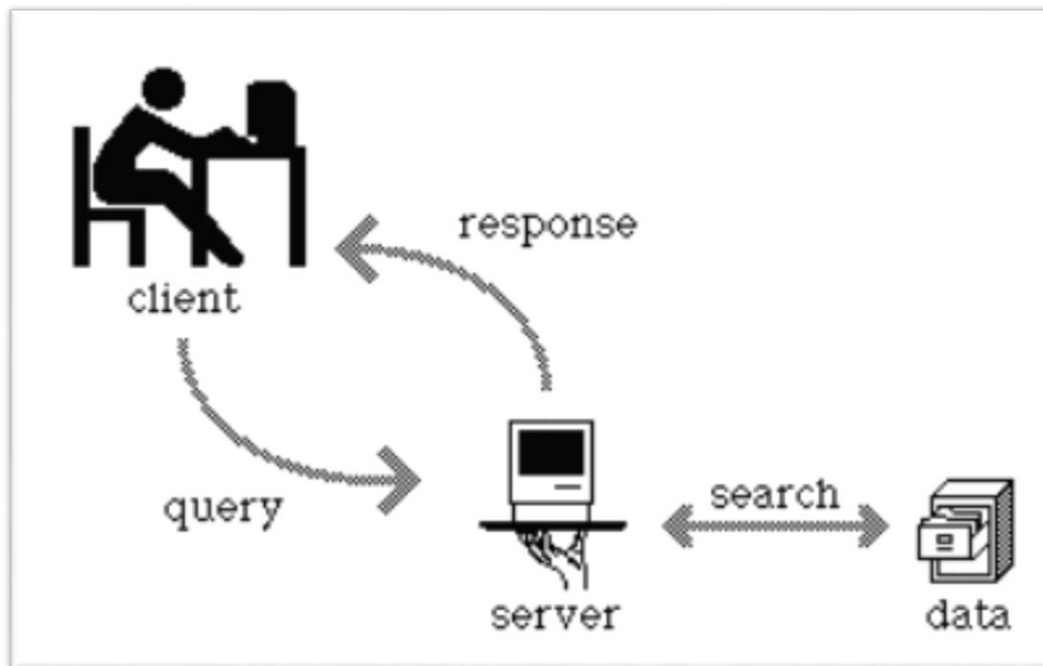 response
client
query
search
server
data